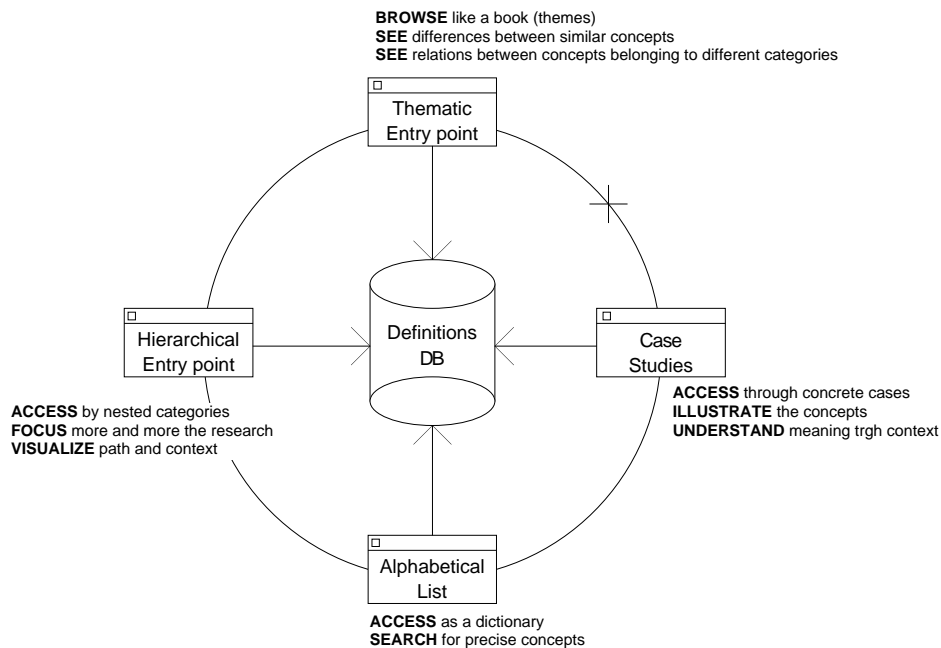 BROWSE like a book (themes)
SEE differences between similar concepts
SEE relations between concepts belonging to different categories
Thematic
Entry point
Hierarchical
Entry point
Definitions
DB
Case
Studies
ACCESS by nested categories
FOCUS more and more the research
VISUALIZE path and context
ACCESS through concrete cases
ILLUSTRATE the concepts
UNDERSTAND meaning trgh context
Alphabetical
List
ACCESS as a dictionary
SEARCH for precise concepts